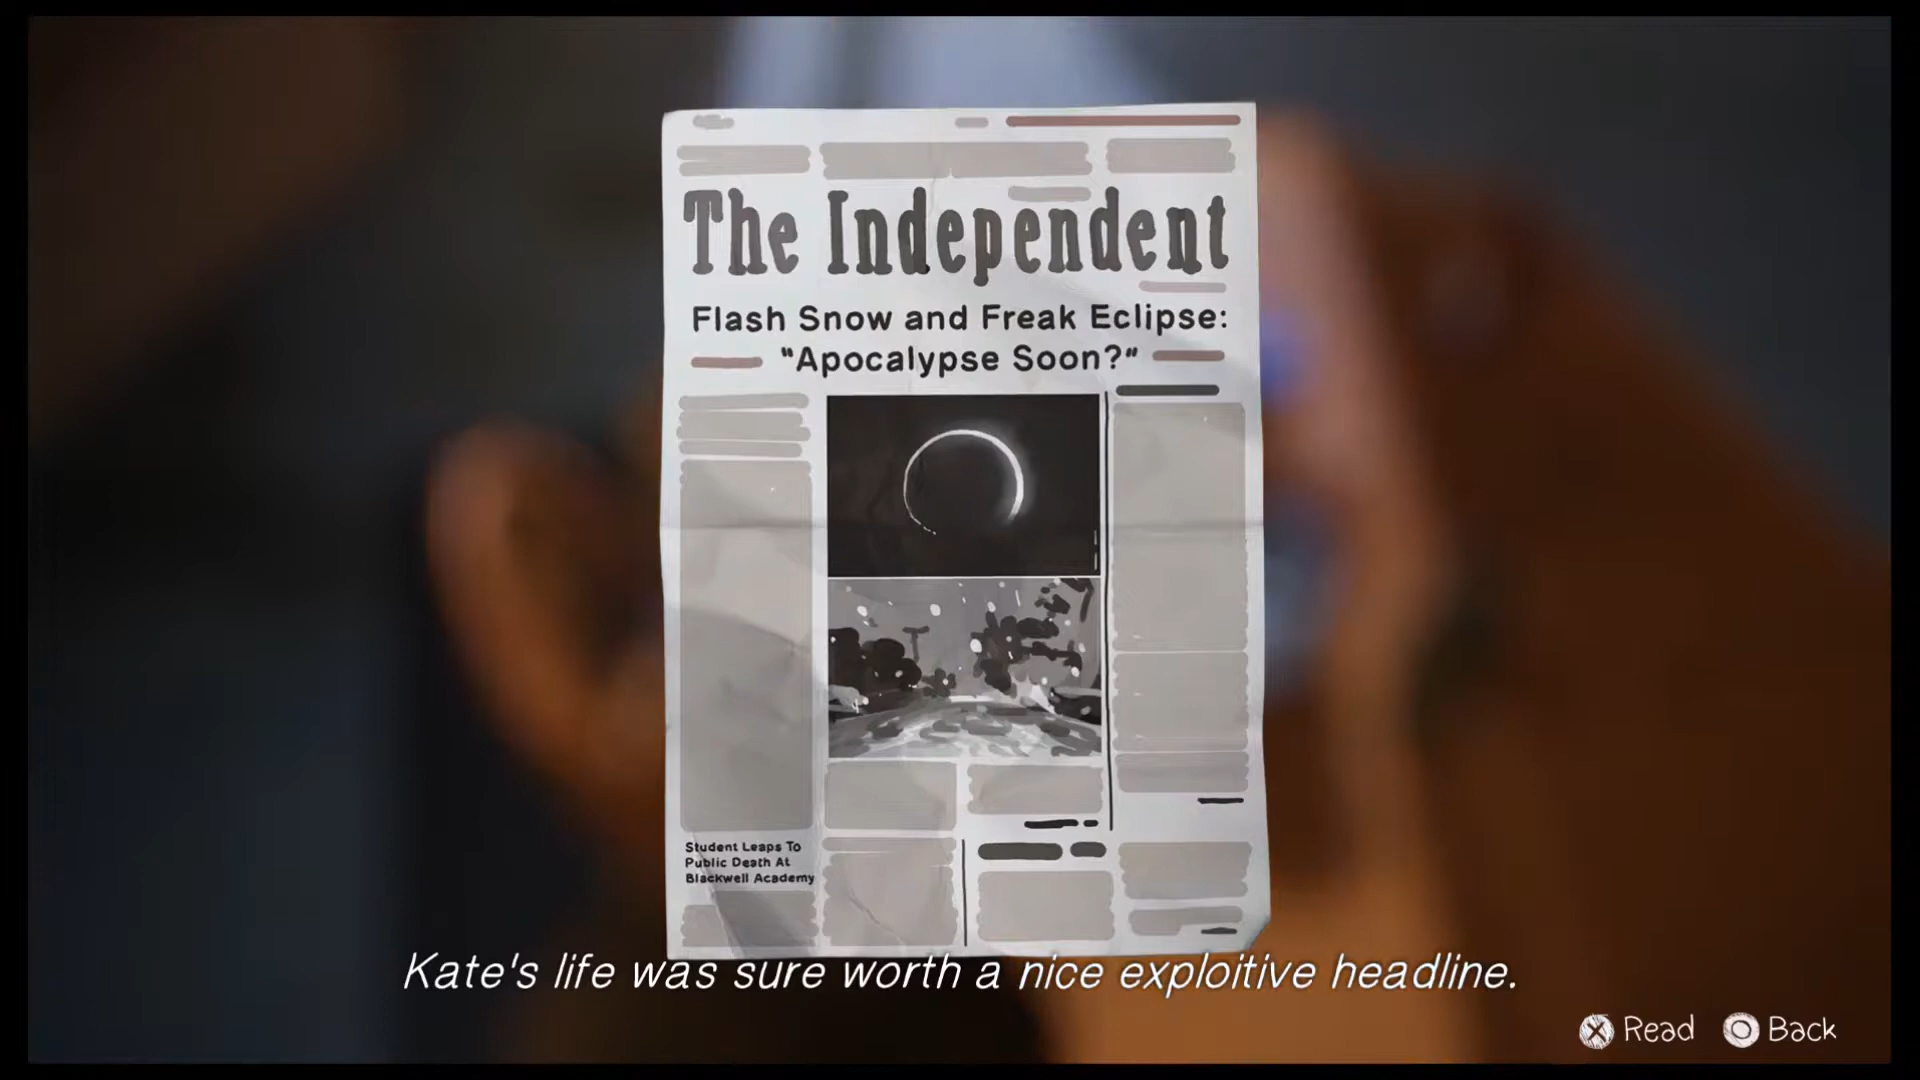 The Independent
Flash Snow and Freak Eclipse:
"Apocalypse Soon?"
Student Leaps To
Public Death At
Blackwell Academy
Kate's life was sure worth a nice exploitive headline.
Read Back